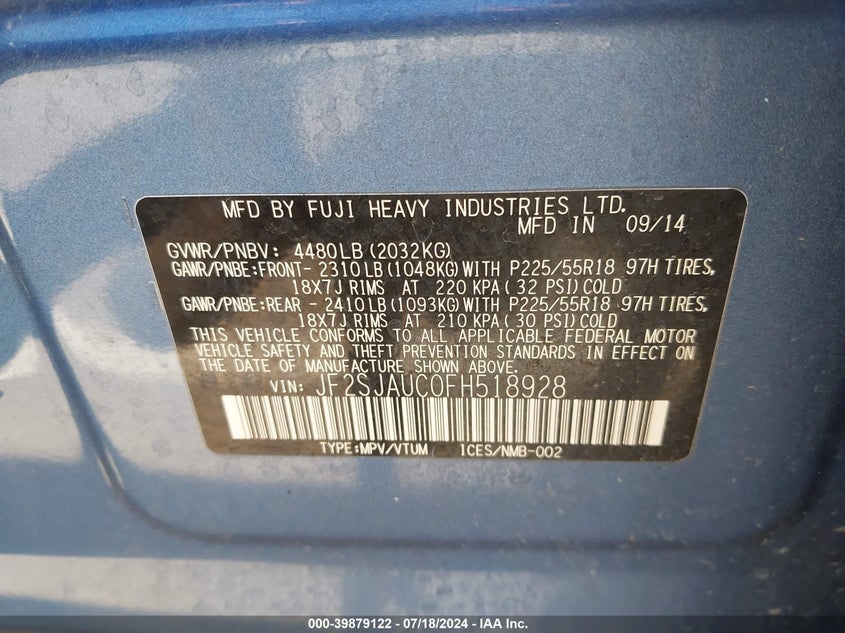 MFD BY FUJI HEAVY INDUSTRIES LTD.
MFD IN 09/14
GVWR/PNBV: 4480LB (2032KG)
GAWR/PNBE:FRONT- 2310LB (1048KG) WITH P225/55R18 97H TIRES,
18X7J RIMS AT 220 KPA ( 32 PSI) COLD
GAWR/PNBE:REAR - 2410LB (1093KG) WITH P225/55R18 97H TIRES,
18X7J RIMS AT 210 KPA ( 30 PSI) COLD
THIS VEHICLE CONFORMS TO ALL APPLICABLE FEDERAL MOTOR
VEHICLE SAFETY AND THEFT PREVENTION STANDARDS IN EFFECT ON
THE DATE OF MANUFACTURE SHOWN ABOVE.
VIN: JF2SJAUC0FH518928
TYPE:MPV/VTUM ICES/NMB-002
000-39879122 - 07/18/2024 - IAA Inc.